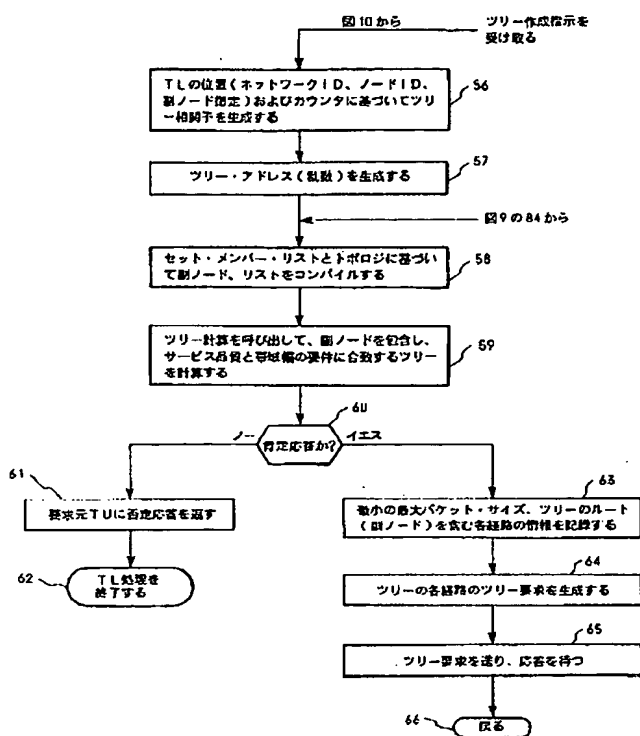 図10から
ツリー作成指示を
受け取る
TLの位置(ネットワークID、ノードID、
副ノード固定)およびカウンタに基づいてツリ
ー相関子を生成する
56
ツリー・アドレス(乱数)を生成する
57
図9の84から
セット・メンバー・リストとトポロジに基づい
て副ノード、リストをコンパイルする
58
ツリー計算を呼び出して、副ノードを包含し、
サービス品質と帯域幅の要件に合致するツリー
を計算する
59
60
ノー
肯定応答か?
イエス
61
要求元TUに否定応答を返す
62
TL処理を
終了する
63
最小の最大パケット・サイズ、ツリーのルート
(副ノード)を含む各経路の情報を記録する
64
ツリーの各経路のツリー要求を生成する
65
ツリー要求を送り、応答を待つ
66
戻る